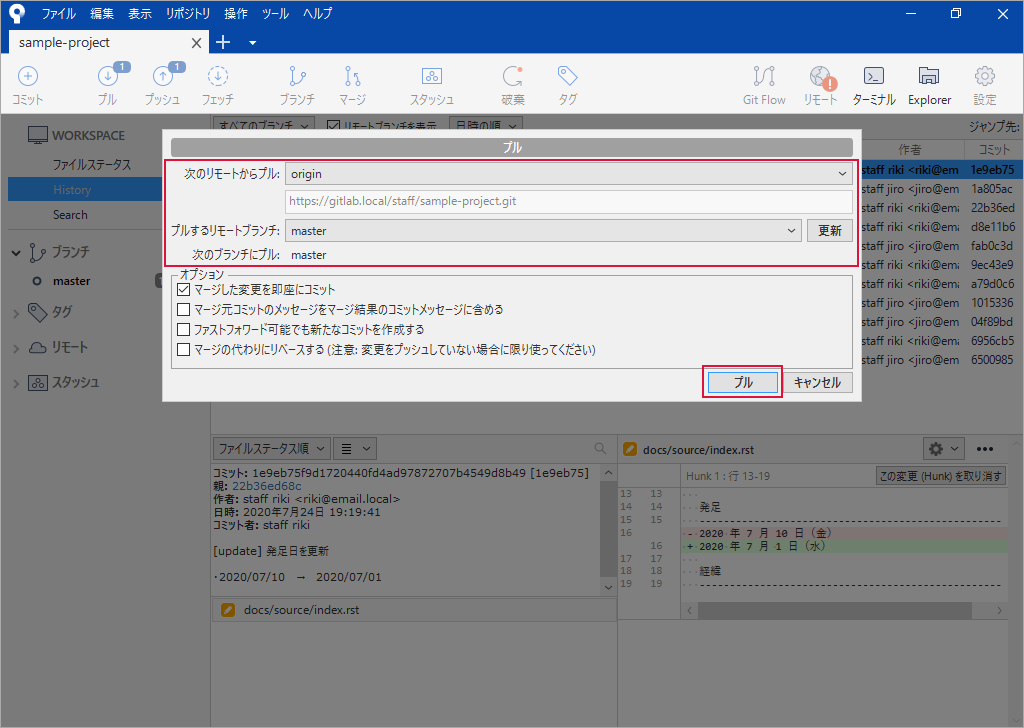 ファイル 編集 表示 リポジトリ 操作 ツール ヘルプ
sample-project
1 1
コミット プル プッシュ フェッチ ブランチ マージ スタッシュ 破棄 タグ Git Flow リモート ターミナル Explorer 設定
WORKSPACE
ファイルステータス
History
Search
ブランチ
master
タグ
リモート
スタッシュ
すべてのブランチ リモートブランチを表示 日時の順 ジャンプ先:
作者 コミット
staff riki <riki@em 1e9eb75
staff jiro <jiro@em 1a805ac
staff riki <riki@em 22b36ed
staff jiro <jiro@em d8e11b6
staff jiro <jiro@em fab0c3d
staff jiro <jiro@em 9ec43e9
staff riki <riki@em a79d0c6
staff jiro <jiro@em 1015336
staff jiro <jiro@em 04f89bd
staff riki <riki@em 6956cb5
staff jiro <jiro@em 6500985
プル
次のリモートからプル: origin
https://gitlab.local/staff/sample-project.git
プルするリモートブランチ: master 更新
次のブランチにプル: master
オプション
マージした変更を即座にコミット
マージ元コミットのメッセージをマージ結果のコミットメッセージに含める
ファストフォワード可能でも新たなコミットを作成する
マージの代わりにリベースする (注意: 変更をプッシュしていない場合に限り使ってください)
プル キャンセル
ファイルステータス順
コミット: 1e9eb75f9d1720440fd4ad97872707b4549d8b49 [1e9eb75]
親: 22b36ed68c
作者: staff riki <riki@email.local>
日時: 2020年7月24日 19:19:41
コミット者: staff riki
[update] 発足日を更新
·2020/07/10 → 2020/07/01
docs/source/index.rst
docs/source/index.rst
Hunk 1 : 行 13-19 この変更 (Hunk) を取り消す
13 13
14 14 発足
15 15 ----------------------------------------
16 - 2020 年 7 月 10 日 (金)
16 + 2020 年 7 月 1 日 (水)
17 17
18 18 経緯
19 19 ----------------------------------------